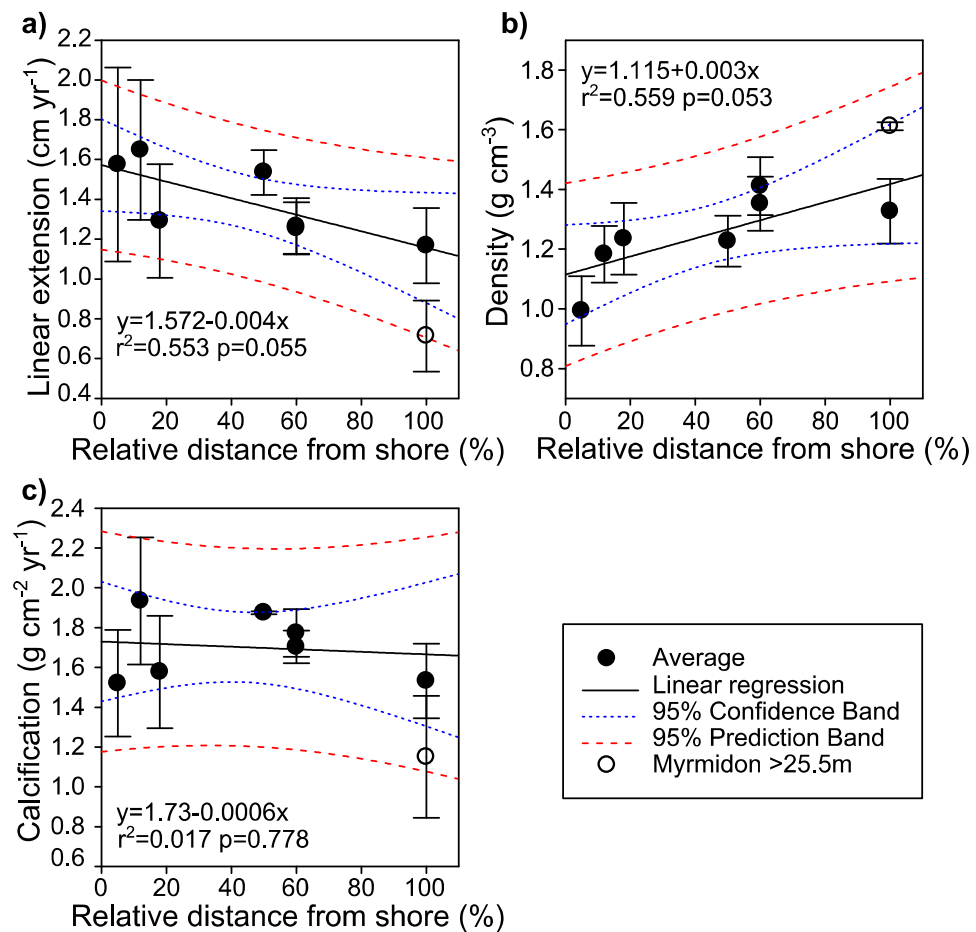 a)
Linear extension (cm yr⁻¹)
2.2
2.0
1.8
1.6
1.4
1.2
1.0
0.8
0.6
0.4
y=1.572-0.004x
r²=0.553 p=0.055
0 20 40 60 80 100
Relative distance from shore (%)
b)
Density (g cm⁻³)
1.8
1.6
1.4
1.2
1.0
0.8
y=1.115+0.003x
r²=0.559 p=0.053
0 20 40 60 80 100
Relative distance from shore (%)
c)
Calcification (g cm⁻² yr⁻¹)
2.4
2.2
2.0
1.8
1.6
1.4
1.2
1.0
0.8
0.6
y=1.73-0.0006x
r²=0.017 p=0.778
0 20 40 60 80 100
Relative distance from shore (%)
Average
Linear regression
95% Confidence Band
95% Prediction Band
Myrmidon >25.5m